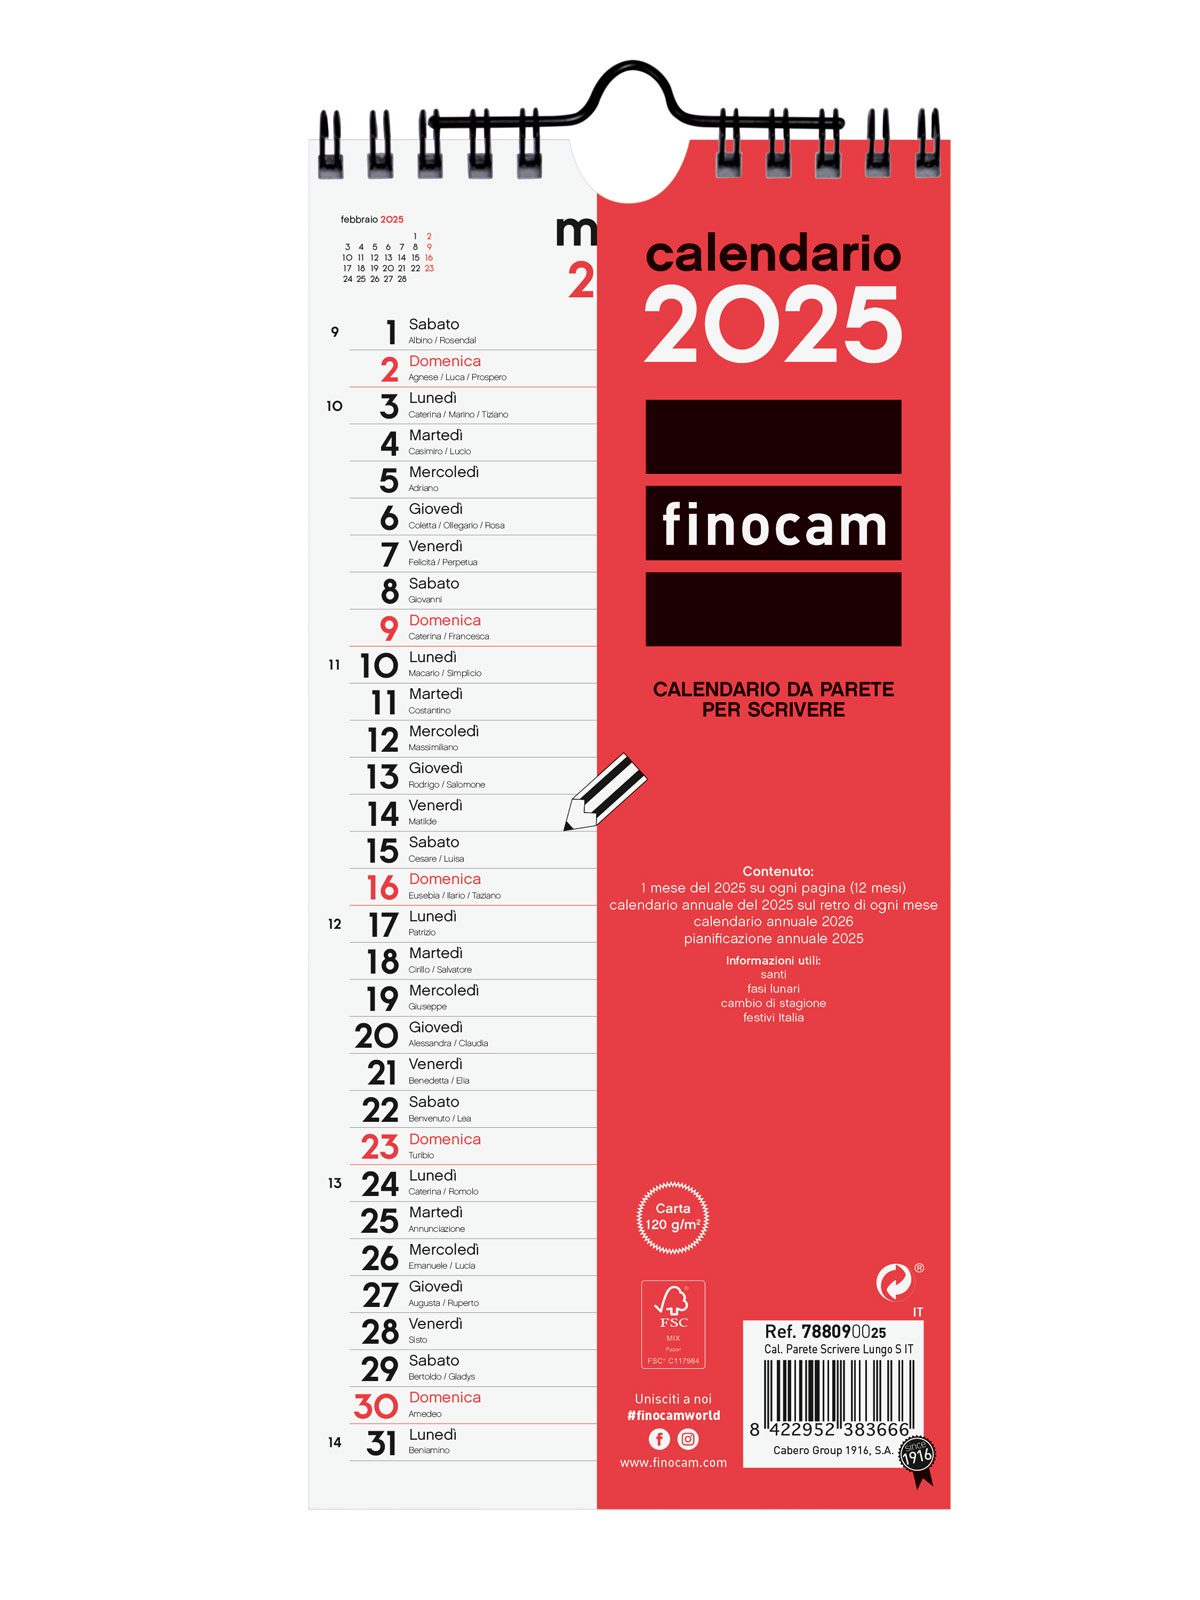 febbraio 2025
1 2
3 4 5 6 7 8 9
10 11 12 13 14 15 16
17 18 19 20 21 22 23
24 25 26 27 28
m
2
9 1 Sabato
Albino / Rosendal
2 Domenica
Agnese / Luca / Prospero
10 3 Lunedì
Caterina / Marino / Tiziano
4 Martedì
Casimiro / Lucio
5 Mercoledì
Adriano
6 Giovedì
Coletta / Ollegario / Rosa
7 Venerdì
Felicitá / Perpetua
8 Sabato
Giovanni
9 Domenica
Caterina / Francesca
11 10 Lunedì
Macario / Simplicio
11 Martedì
Costantino
12 Mercoledì
Massimiliano
13 Giovedì
Rodrigo / Salomone
14 Venerdì
Matilde
15 Sabato
Cesare / Luisa
16 Domenica
Eusebia / Ilario / Taziano
12 17 Lunedì
Patrizio
18 Martedì
Cirillo / Salvatore
19 Mercoledì
Giuseppe
20 Giovedì
Alessandra / Claudia
21 Venerdì
Benedetta / Elia
22 Sabato
Benvenuto / Lea
23 Domenica
Turibio
13 24 Lunedì
Caterina / Romolo
25 Martedì
Annunciazione
26 Mercoledì
Emanuele / Lucia
27 Giovedì
Augusta / Ruperto
28 Venerdì
Sisto
29 Sabato
Bertoldo / Gladys
30 Domenica
Amedeo
14 31 Lunedì
Beniamino
calendario
2025
finocam
CALENDARIO DA PARETE
PER SCRIVERE
Contenuto:
1 mese del 2025 su ogni pagina (12 mesi)
calendario annuale del 2025 sul retro di ogni mese
calendario annuale 2026
pianificazione annuale 2025
Informazioni utili:
santi
fasi lunari
cambio di stagione
festivi Italia
Carta
120 g/m²
®
FSC
MIX
Paper
FSC® C117984
Unisciti a noi
#finocamworld
www.finocam.com
®
IT
Ref. 788090025
Cal. Parete Scrivere Lungo S IT
8 422952 383666
Cabero Group 1916, S.A.
since
1916